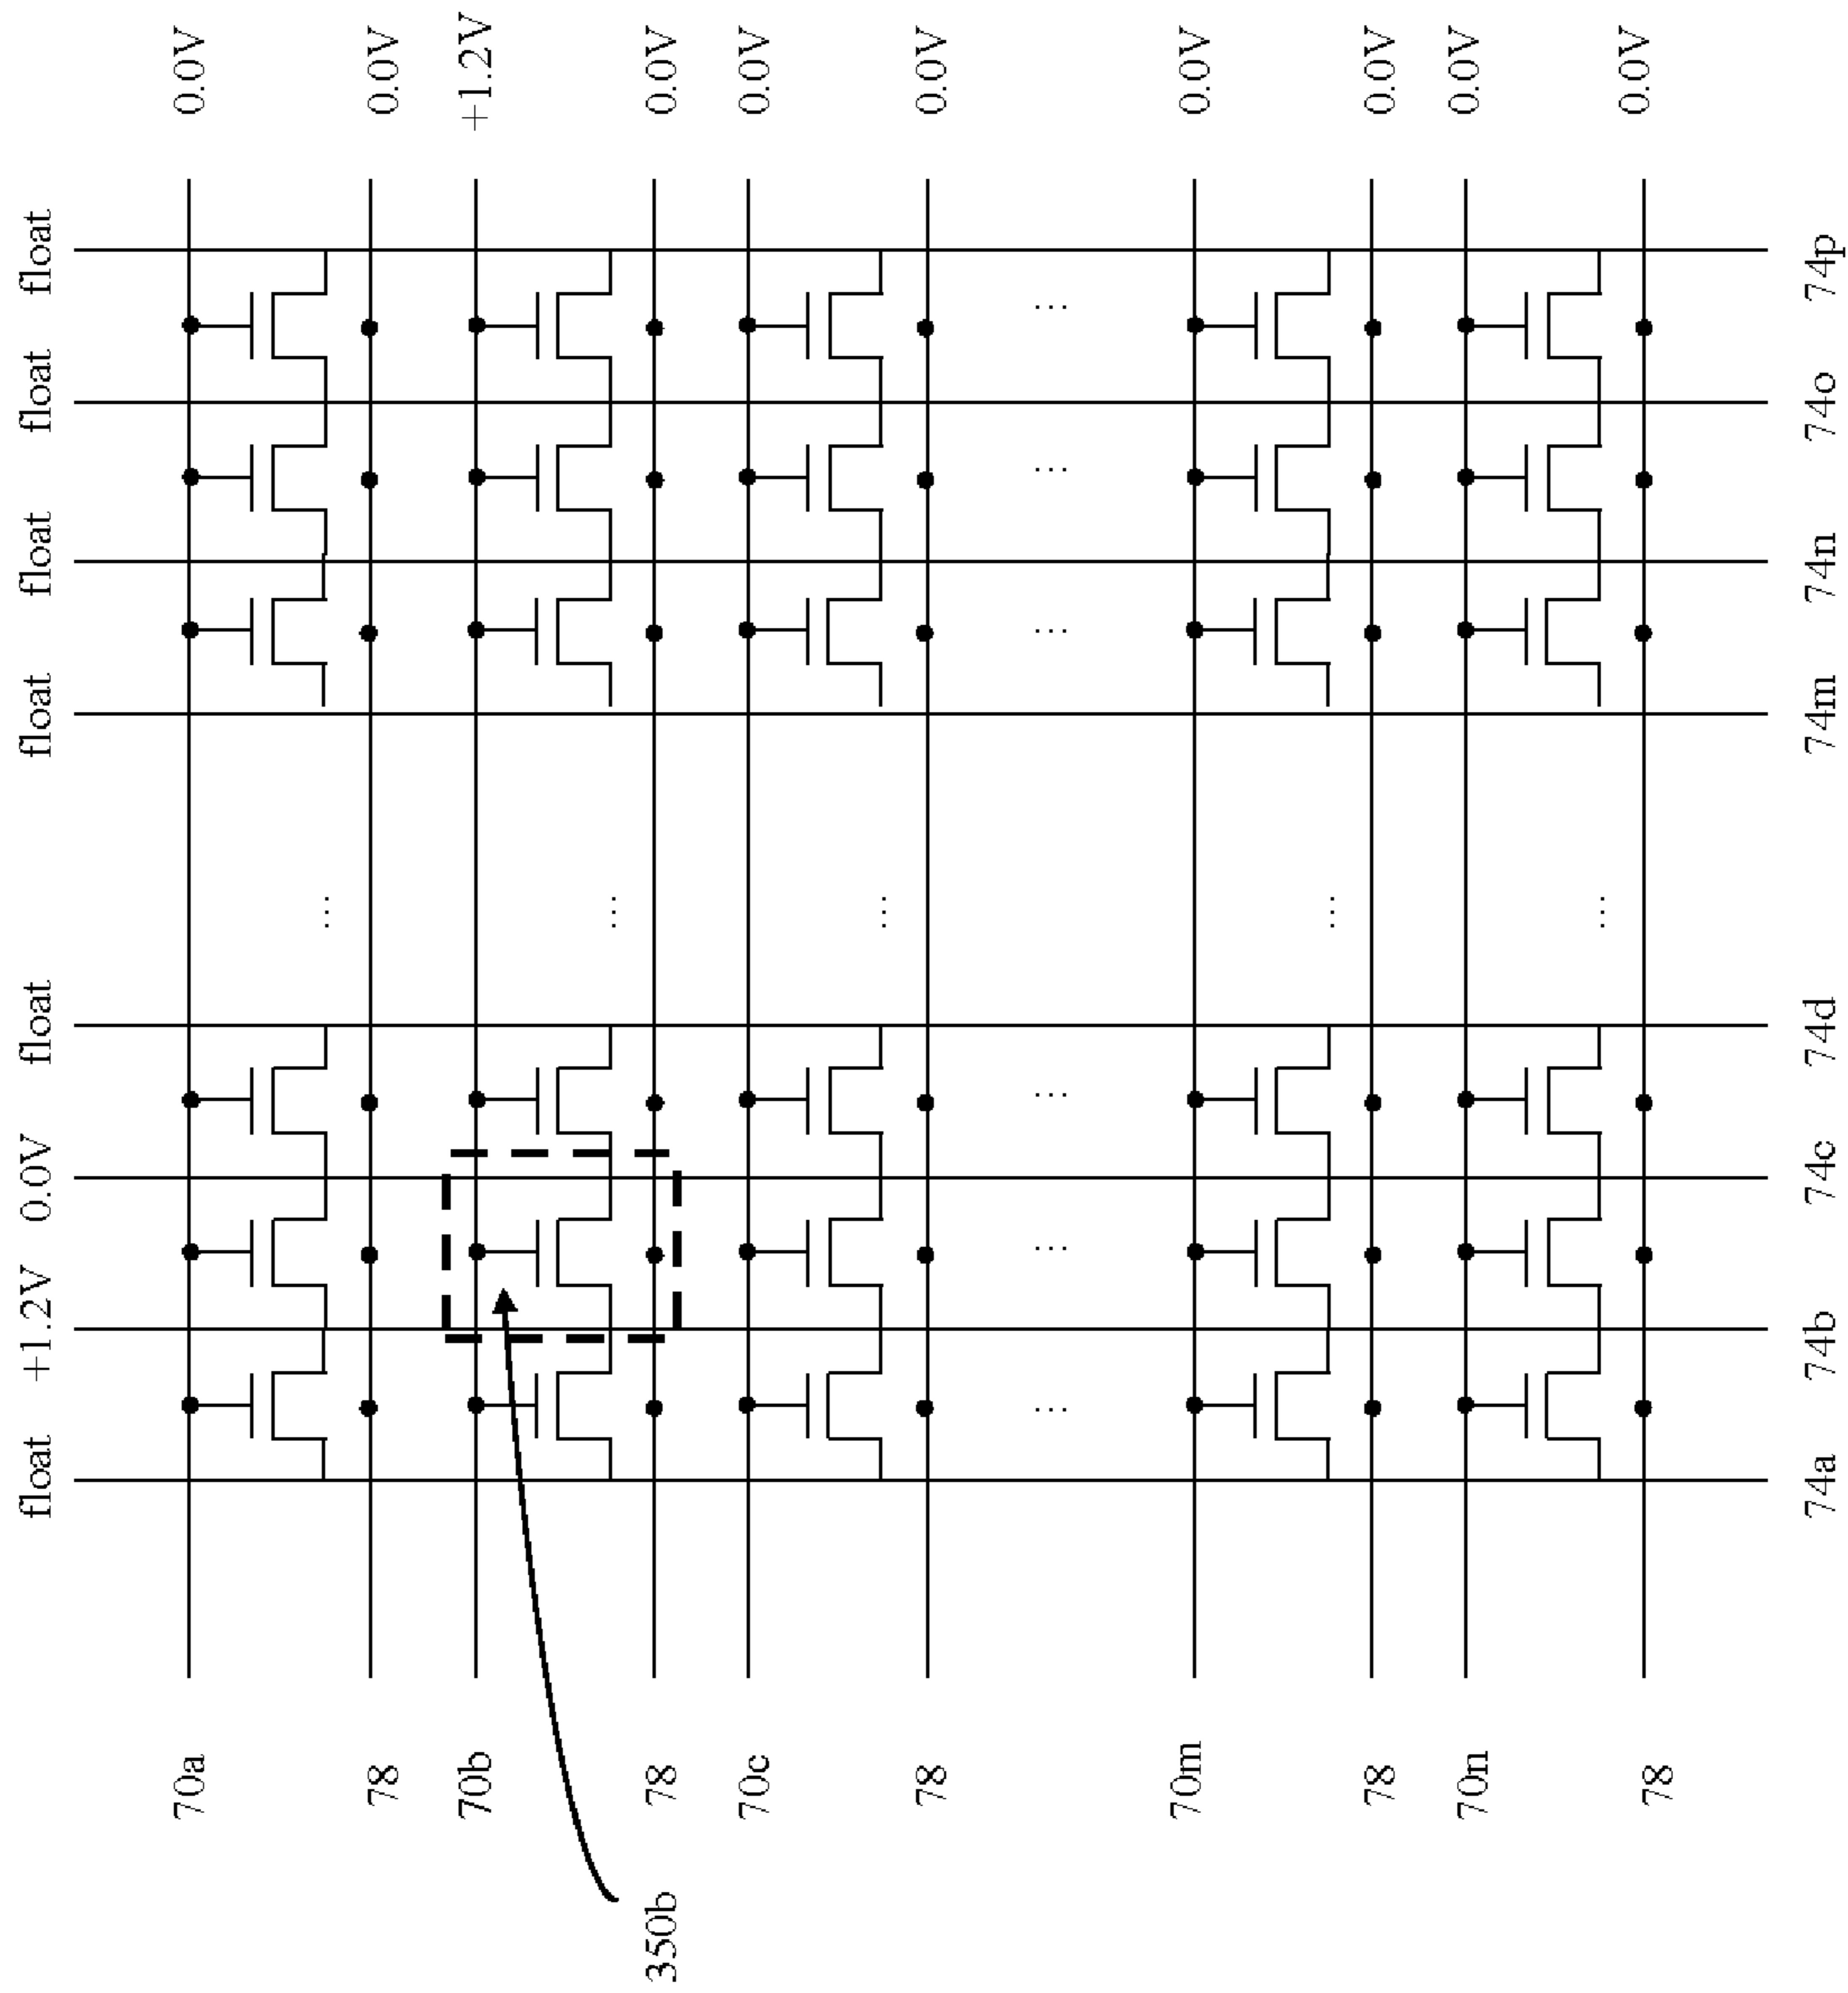 float +1.2V 0.0V float float float float float
70a 0.0V
78 0.0V
70b +1.2V
78 0.0V
70c 0.0V
78 0.0V
... ... ... ... ... ...
70m 0.0V
78 0.0V
70n 0.0V
78 0.0V
... ... ... ... ...
350b
74a 74b 74c 74d 74m 74n 74o 74p